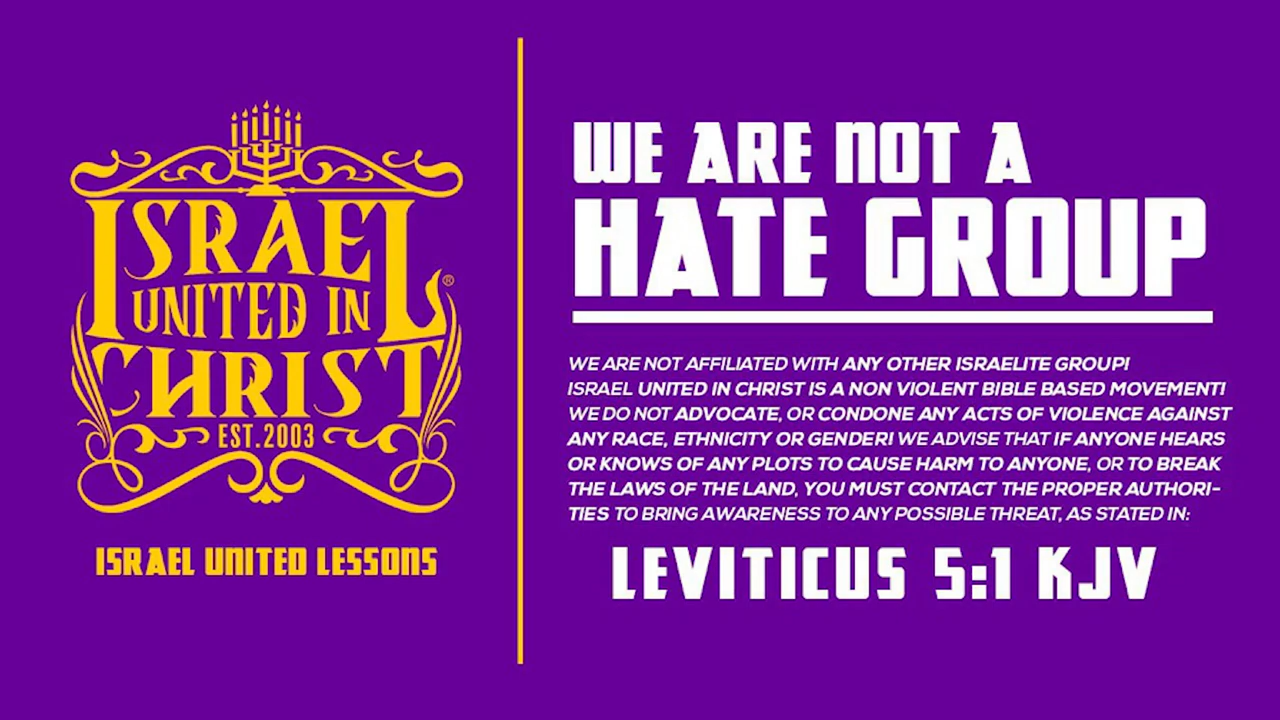 ISRAEL
UNITED IN
CHRIST
EST.2003
®
ISRAEL UNITED LESSONS
WE ARE NOT A
HATE GROUP
WE ARE NOT AFFILIATED WITH ANY OTHER ISRAELITE GROUP!
ISRAEL UNITED IN CHRIST IS A NON VIOLENT BIBLE BASED MOVEMENT!
WE DO NOT ADVOCATE, OR CONDONE ANY ACTS OF VIOLENCE AGAINST
ANY RACE, ETHNICITY OR GENDER! WE ADVISE THAT IF ANYONE HEARS
OR KNOWS OF ANY PLOTS TO CAUSE HARM TO ANYONE, OR TO BREAK
THE LAWS OF THE LAND, YOU MUST CONTACT THE PROPER AUTHORI-
TIES TO BRING AWARENESS TO ANY POSSIBLE THREAT, AS STATED IN:
LEVITICUS 5:1 KJV